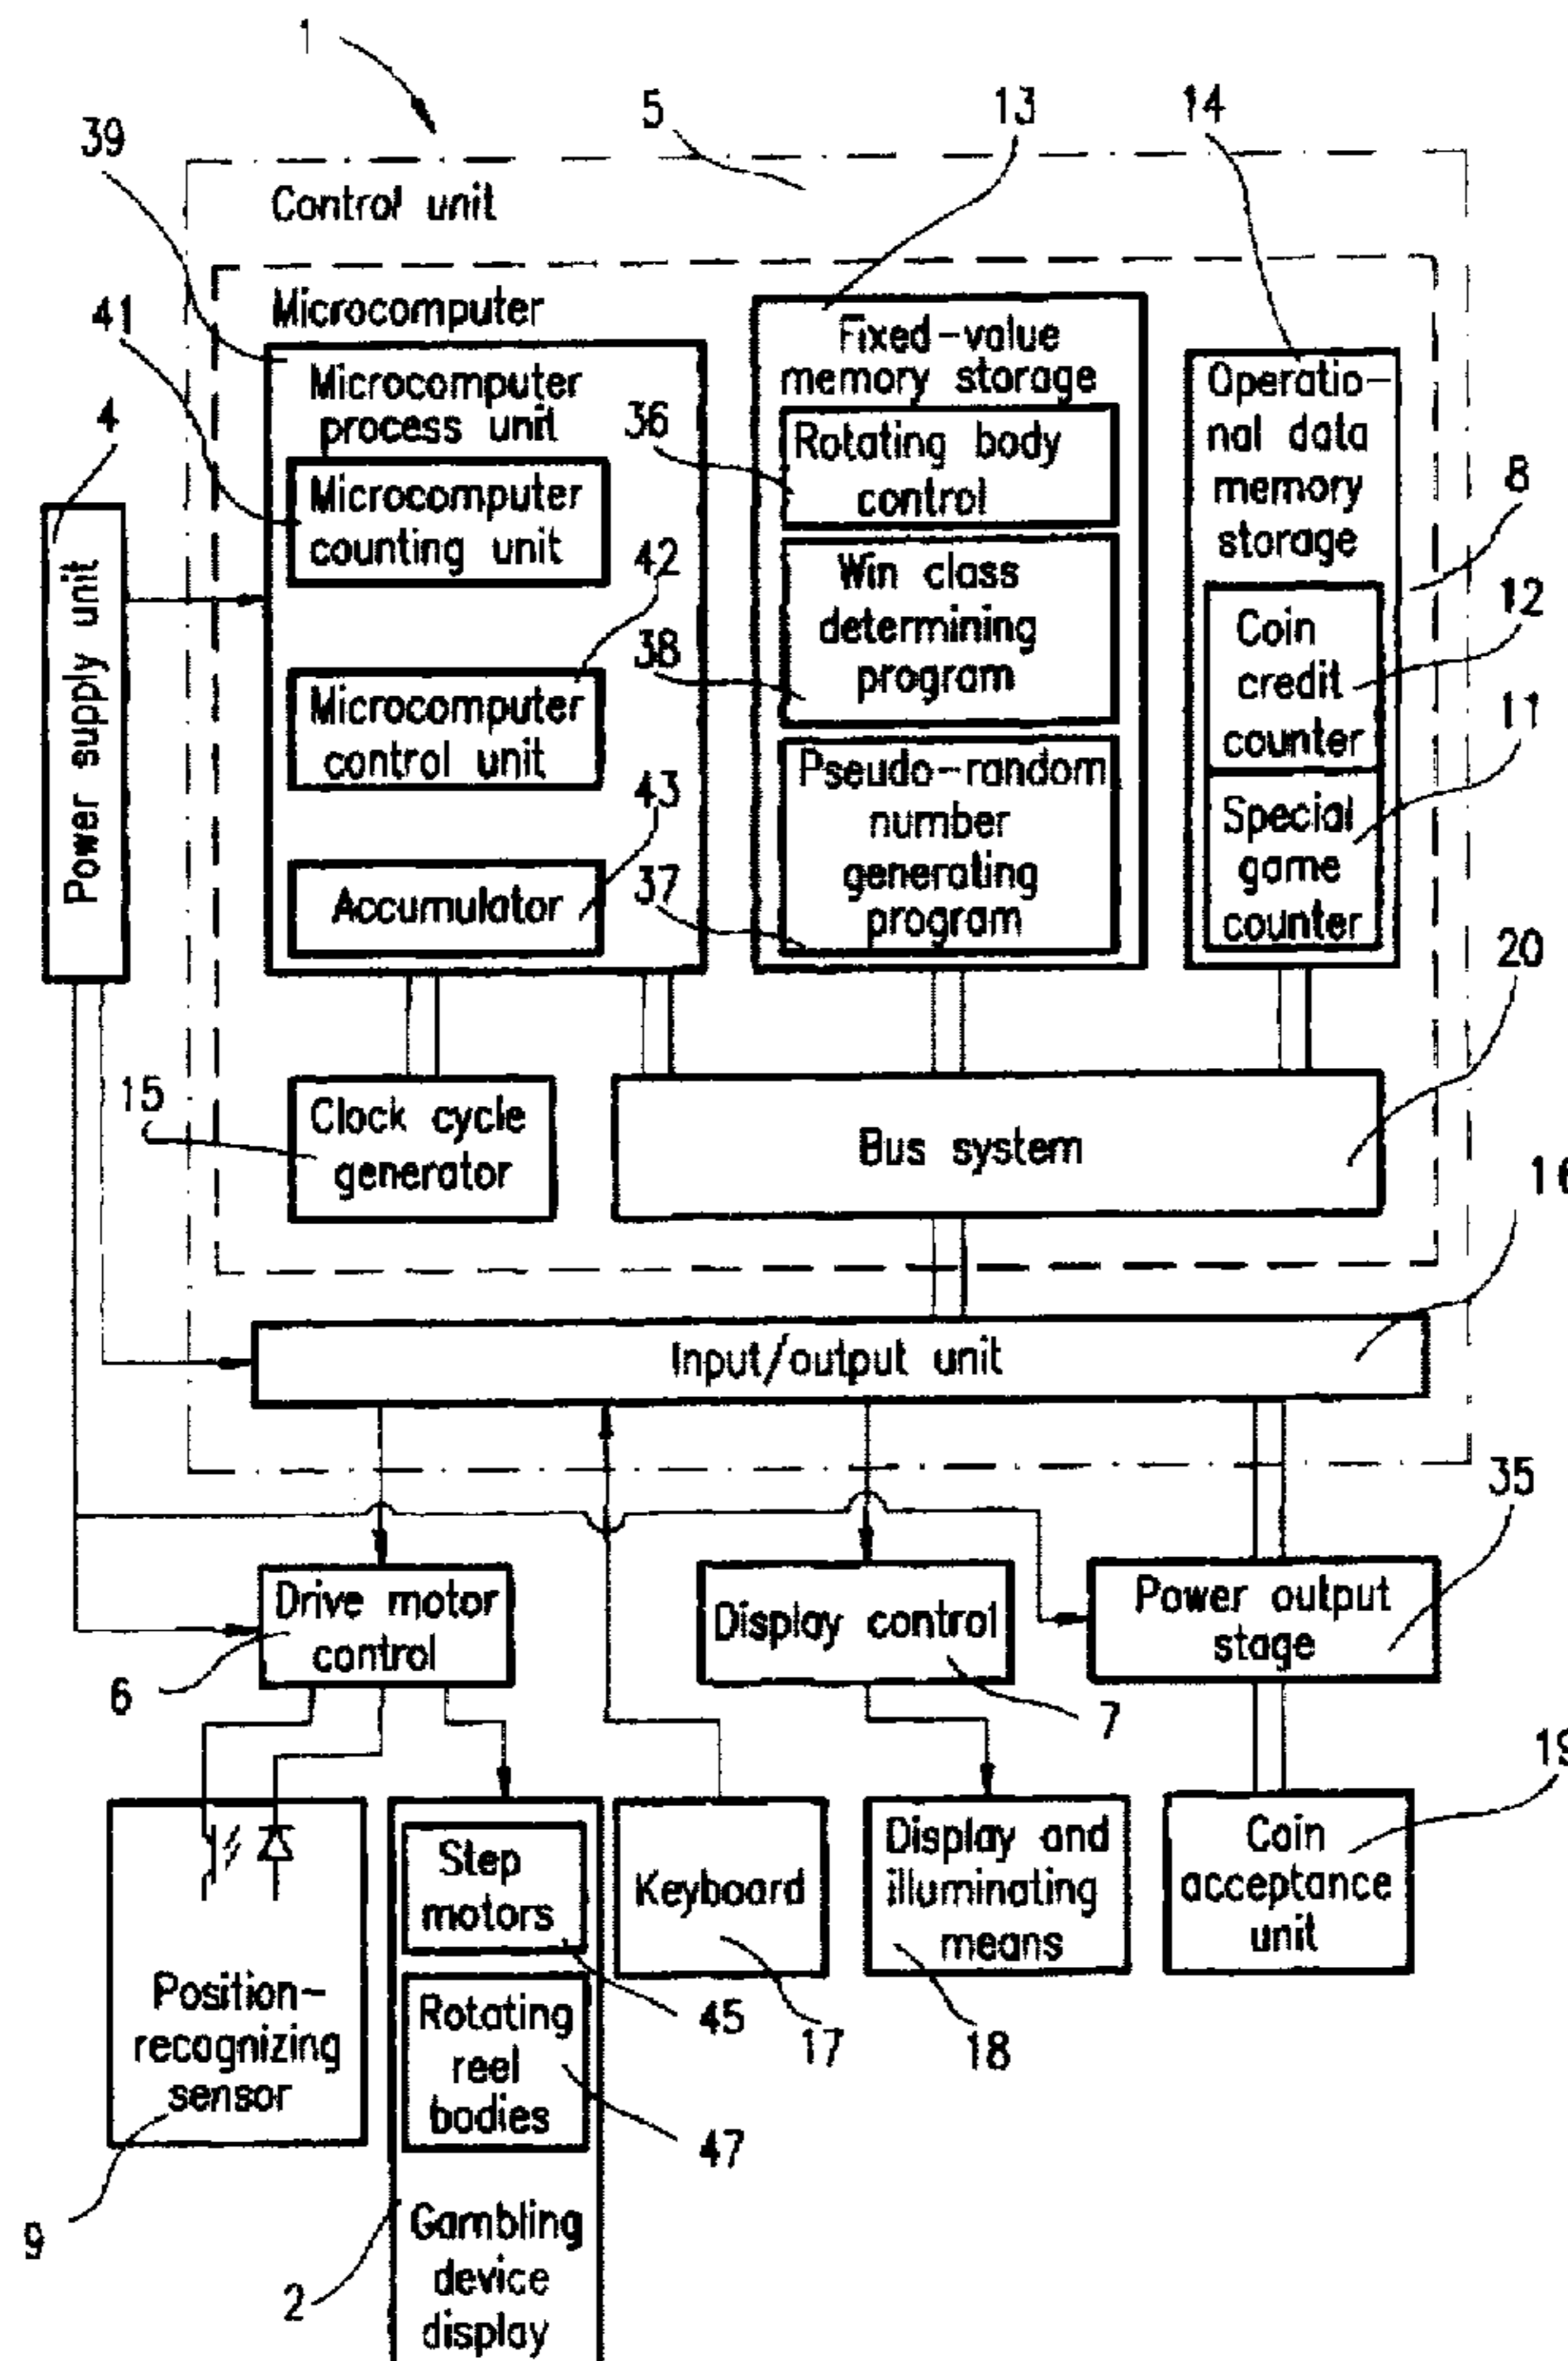 1
5
13
14
39
Control unit
Microcomputer
41
Fixed-value
memory storage
Microcomputer
process unit
Operatio-
nal data
memory
storage
4
36
Rotating body
control
8
Microcomputer
counting unit
42
Win class
determining
program
38
Coin
credit
counter
12
11
Power supply unit
Microcomputer
control unit
43
Pseudo-random
number
generating
program
37
Special
game
counter
Accumulator
20
15
Clock cycle
generator
Bus system
16
Input/output unit
35
Drive motor
control
6
Display control
7
Power output
stage
19
Step
motors
45
Keyboard
17
Display and
illuminating
means
18
Coin
acceptance
unit
Position-
recognizing
sensor
9
Rotating
reel
bodies
47
Gambling
device
display
2